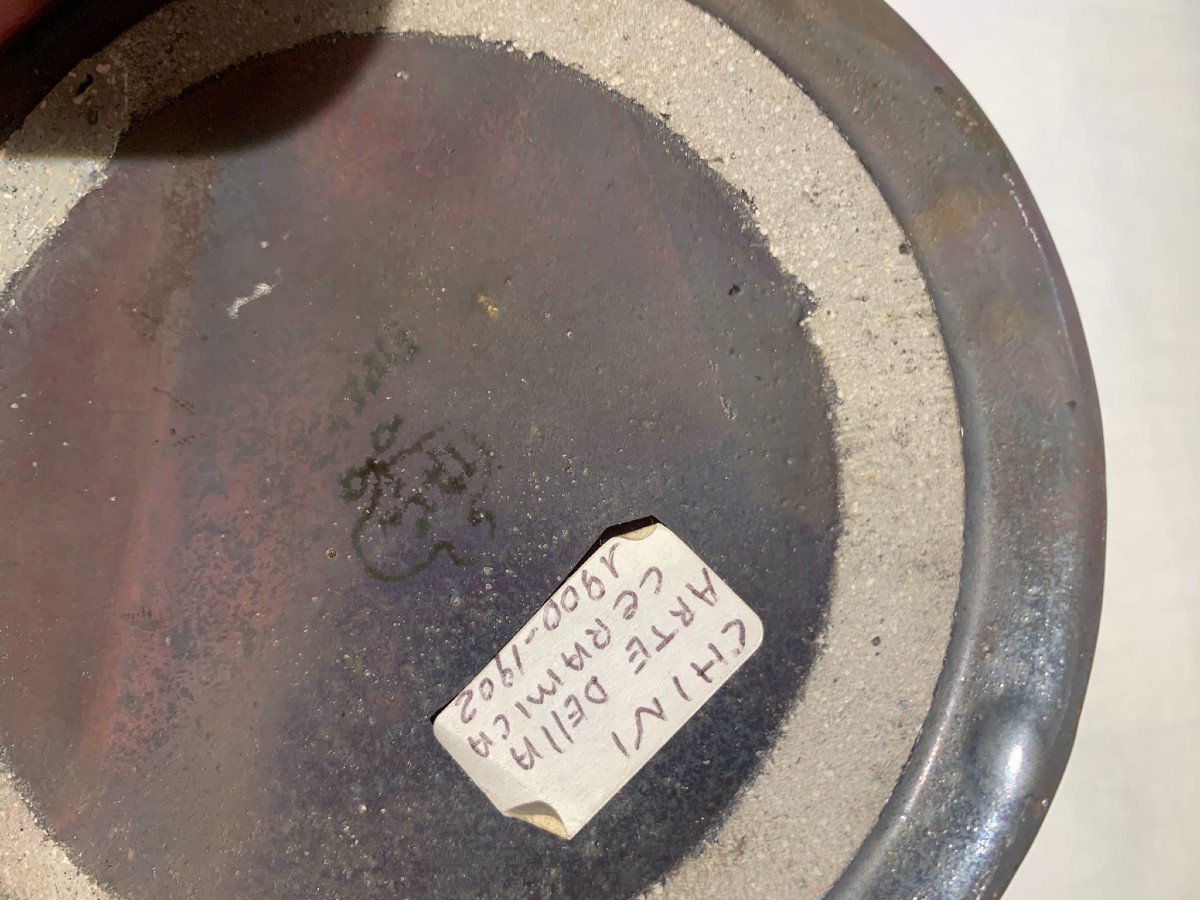 CHINI
ARTE DELLA
CERAMICA
1900-1902